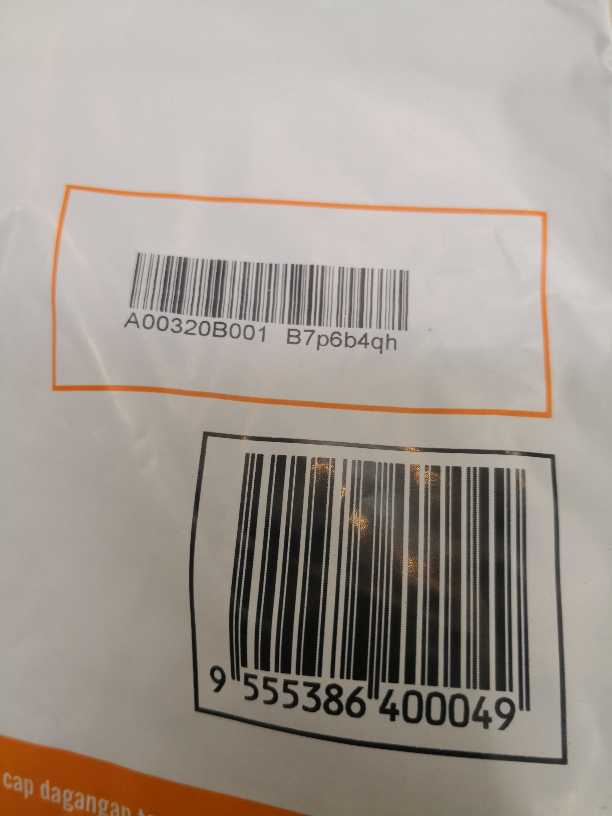 A00320B001 B7p6b4qh
9 555386 400049
cap dagangan